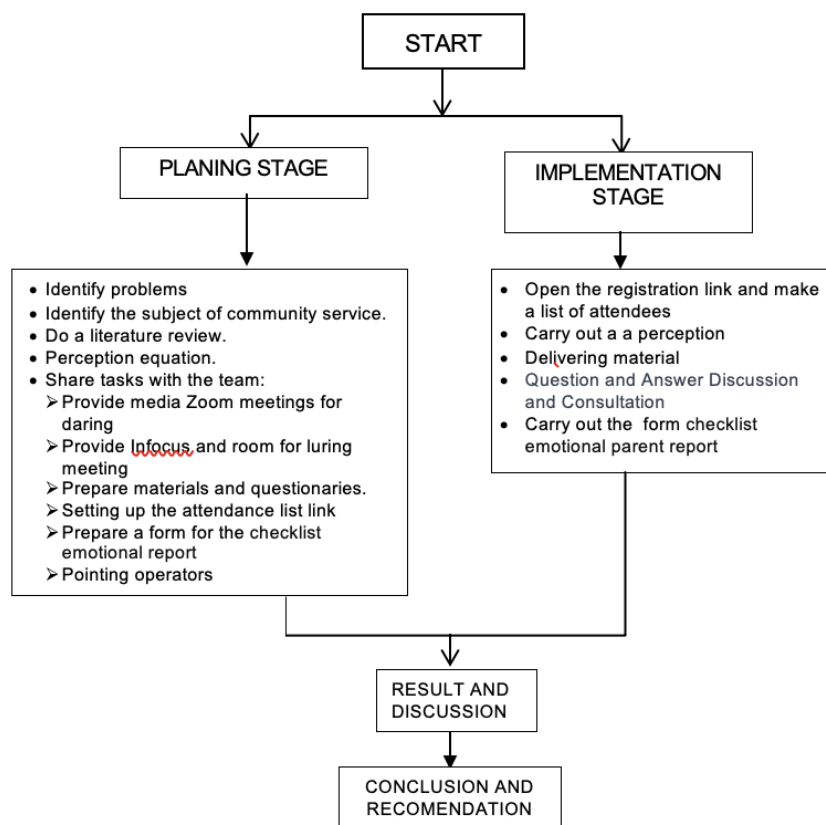 START
PLANING STAGE
IMPLEMENTATION
STAGE
• Identify problems
• Identify the subject of community service.
• Do a literature review.
• Perception equation.
• Share tasks with the team:
➢ Provide media Zoom meetings for
daring
➢ Provide Infocus and room for luring
meeting
➢ Prepare materials and questionaries.
➢ Setting up the attendance list link
➢ Prepare a form for the checklist
emotional report
➢ Pointing operators
• Open the registration link and make
a list of attendees
• Carry out a a perception
• Delivering material
• Question and Answer Discussion
and Consultation
• Carry out the form checklist
emotional parent report
RESULT AND
DISCUSSION
CONCLUSION AND
RECOMENDATION